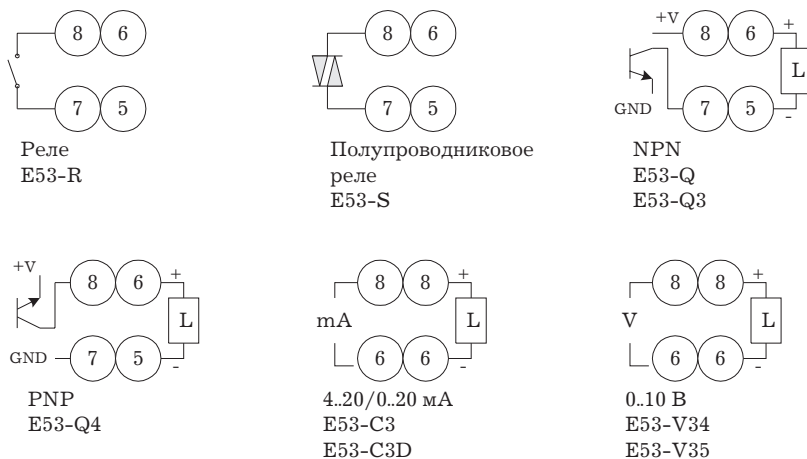 8 6
7 5
Реле
E53-R
8 6
7 5
Полупроводниковое
реле
E53-S
+V 8 6 +
L
GND 7 5 -
NPN
E53-Q
E53-Q3
+V 8 6 +
L
GND 7 5 -
PNP
E53-Q4
8 8 +
mA L
6 6 -
4..20/0..20 мА
E53-C3
E53-C3D
8 8 +
V L
6 6 -
0..10 В
E53-V34
E53-V35